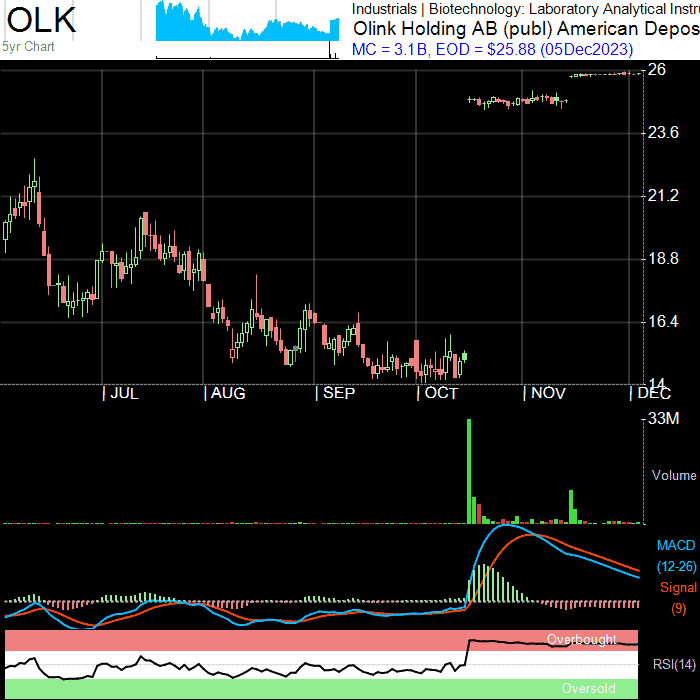 OLK
5yr Chart
Industrials | Biotechnology: Laboratory Analytical Instru
Olink Holding AB (publ) American Depos
MC = 3.1B, EOD = $25.88 (05Dec2023)
26
23.6
21.2
18.8
16.4
14
JUL AUG SEP OCT NOV DEC
33M
Volume
MACD
(12-26)
Signal
(9)
Overbought
RSI(14)
Oversold